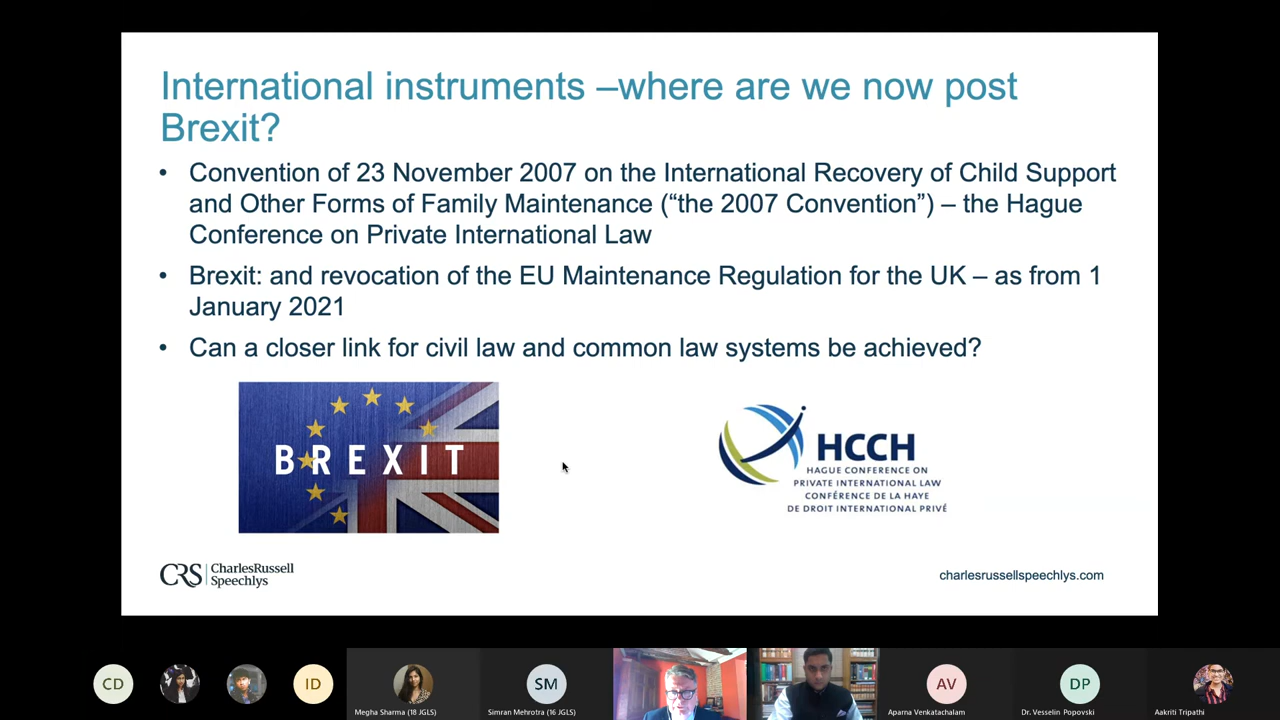 International instruments –where are we now post
Brexit?
• Convention of 23 November 2007 on the International Recovery of Child Support
and Other Forms of Family Maintenance (“the 2007 Convention”) – the Hague
Conference on Private International Law
• Brexit: and revocation of the EU Maintenance Regulation for the UK – as from 1
January 2021
• Can a closer link for civil law and common law systems be achieved?
BREXIT
HCCH
HAGUE CONFERENCE ON
PRIVATE INTERNATIONAL LAW
CONFÉRENCE DE LA HAYE
DE DROIT INTERNATIONAL PRIVÉ
CRS CharlesRussell
Speechlys
charlesrussellspeechlys.com
CD
ID
SM
AV
DP
Megha Sharma (18 JGLS)
Simran Mehrotra (16 JGLS)
Aparna Venkatachalam
Dr. Vesselin Popovski
Aakriti Tripathi